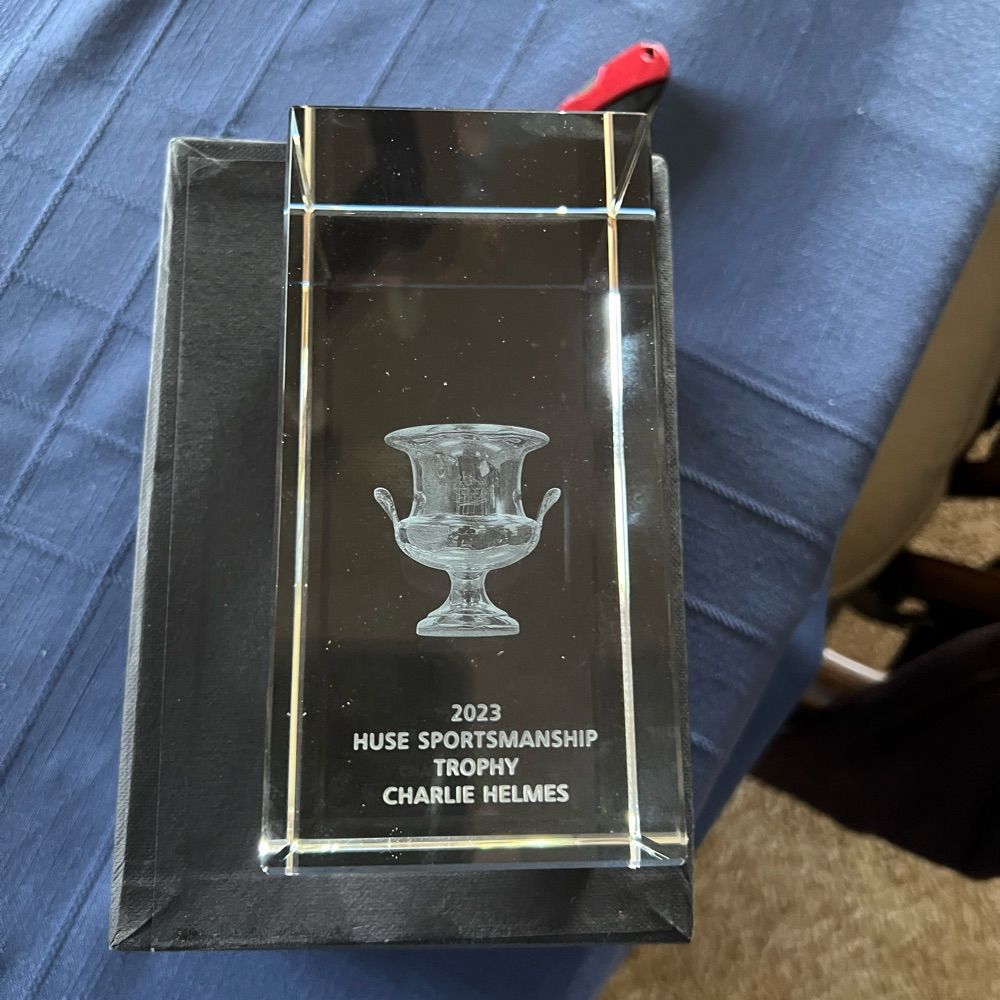 2023
HUSE SPORTSMANSHIP
TROPHY
CHARLIE HELMES